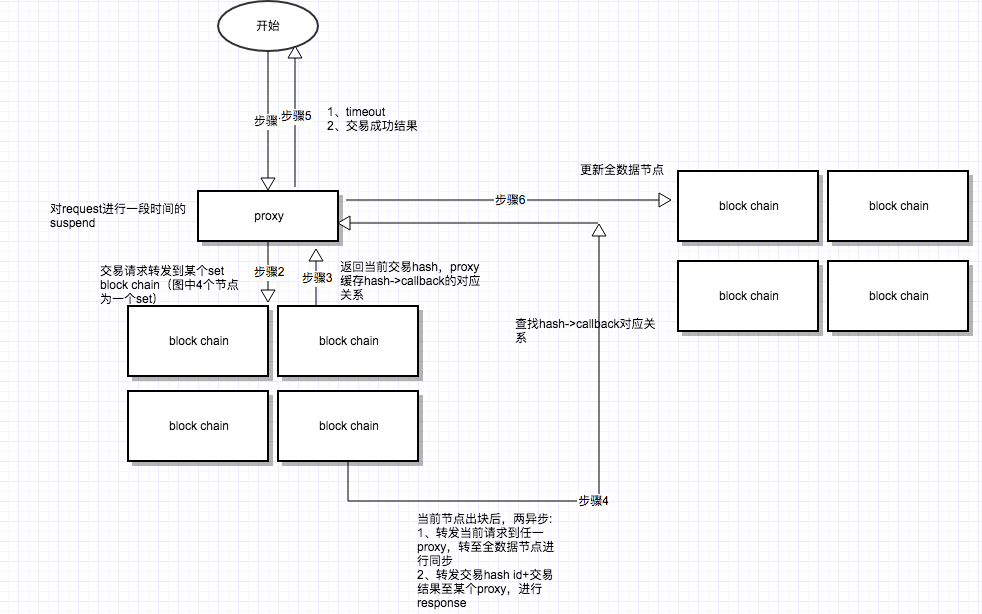 开始
步骤
步骤5
1、timeout
2、交易成功结果
更新全数据节点
block chain
block chain
步骤6
对request进行一段时间的
suspend
proxy
交易请求转发到某个set
block chain（图中4个节点
为一个set）
步骤2
步骤3
返回当前交易hash，proxy
缓存hash->callback的对应
关系
block chain
block chain
查找hash->callback对应关
系
block chain
block chain
block chain
block chain
步骤4
当前节点出块后，两异步:
1、转发当前请求到任一
proxy，转至全数据节点进
行同步
2、转发交易hash id+交易
结果至某个proxy，进行
response